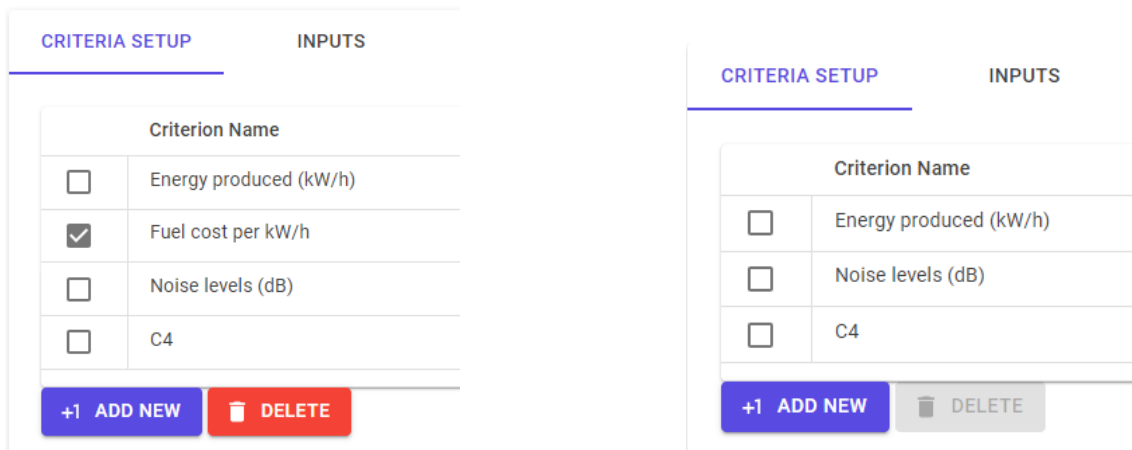 CRITERIA SETUP INPUTS
Criterion Name
Energy produced (kW/h)
Fuel cost per kW/h
Noise levels (dB)
C4
+1 ADD NEW DELETE
CRITERIA SETUP INPUTS
Criterion Name
Energy produced (kW/h)
Noise levels (dB)
C4
+1 ADD NEW DELETE